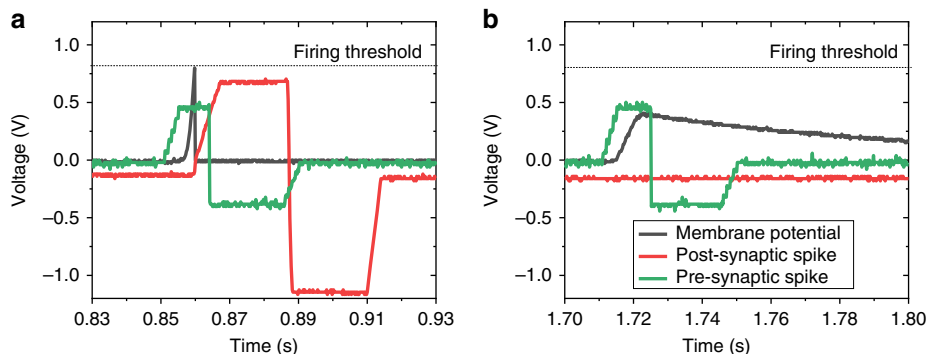 a
1.0
0.5
0.0
−0.5
−1.0
Voltage (V)
Firing threshold
0.83 0.85 0.87 0.89 0.91 0.93
Time (s)
b
1.0
0.5
0.0
−0.5
−1.0
Voltage (V)
Firing threshold
Membrane potential
Post-synaptic spike
Pre-synaptic spike
1.70 1.72 1.74 1.76 1.78 1.80
Time (s)